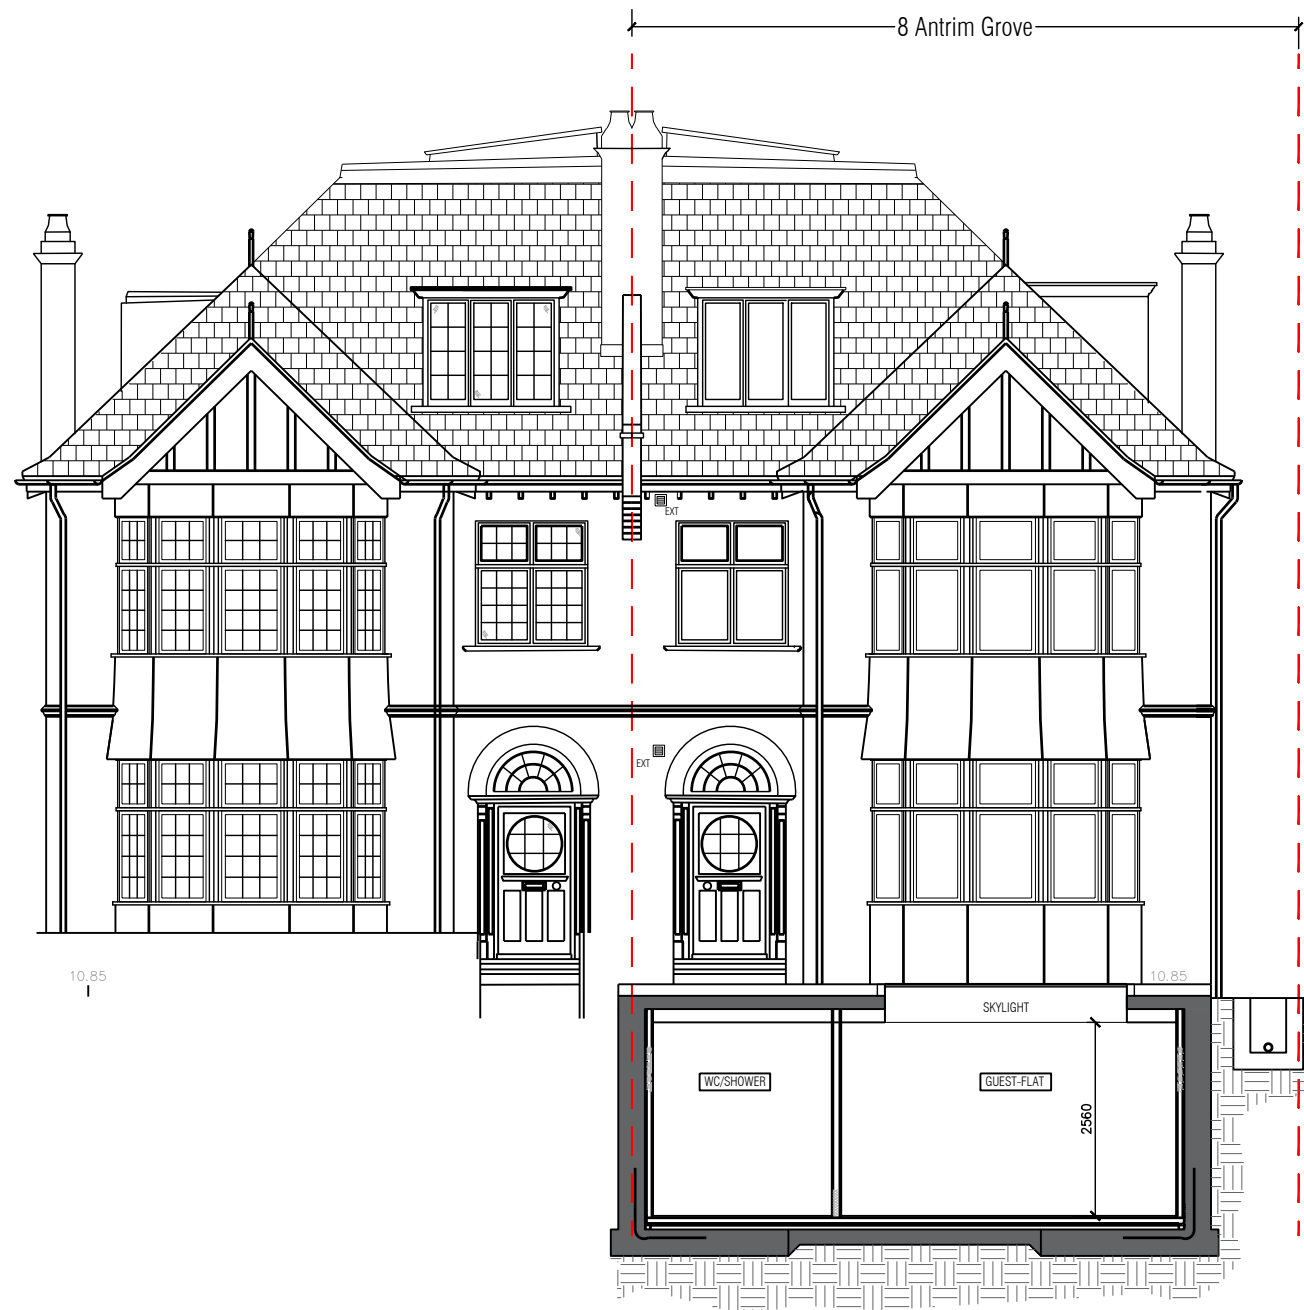 8 Antrim Grove
EXT
EXT
10.85
10.85
SKYLIGHT
WC/SHOWER
GUEST-FLAT
2560